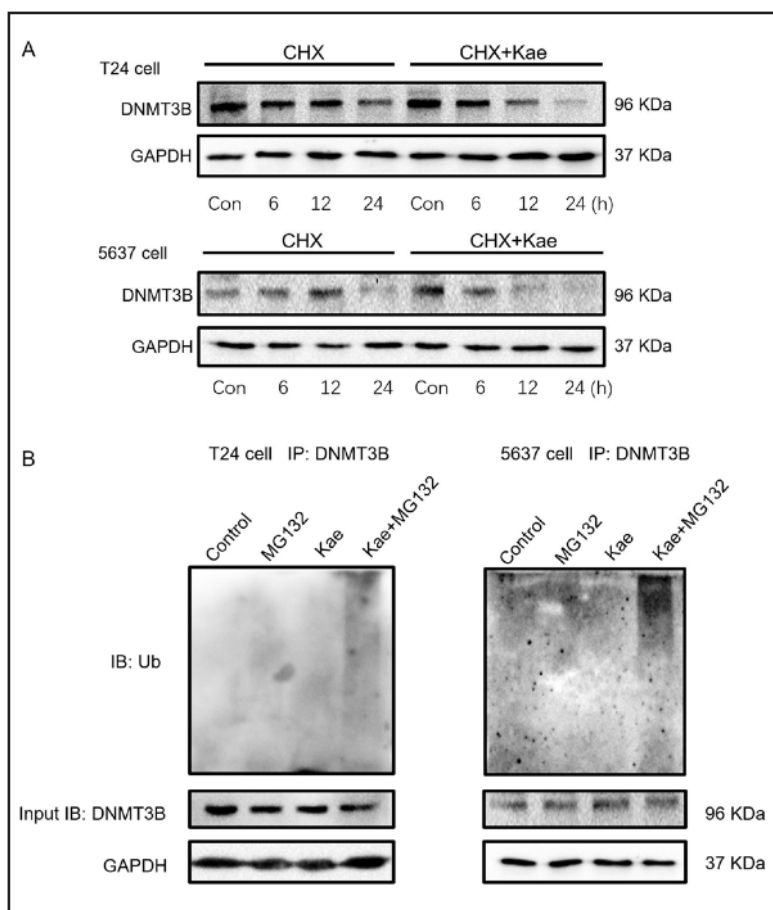 A
CHX CHX+Kae
T24 cell
DNMT3B 96 KDa
GAPDH 37 KDa
Con 6 12 24 Con 6 12 24 (h)
CHX CHX+Kae
5637 cell
DNMT3B 96 KDa
GAPDH 37 KDa
Con 6 12 24 Con 6 12 24 (h)
B
T24 cell IP: DNMT3B 5637 cell IP: DNMT3B
Control MG132 Kae Kae+MG132 Control MG132 Kae Kae+MG132
IB: Ub
Input IB: DNMT3B 96 KDa
GAPDH 37 KDa